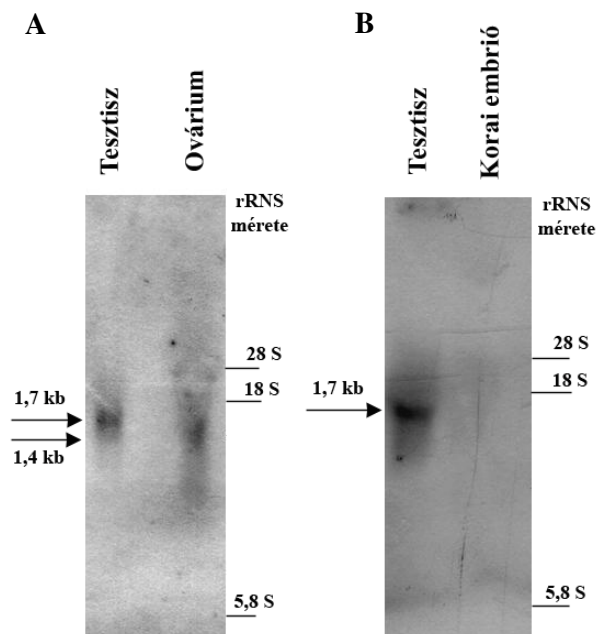 A
Tesztisz
Ovárium
rRNS
mérete
28 S
18 S
1,7 kb
1,4 kb
5,8 S
B
Tesztisz
Korai embrió
rRNS
mérete
28 S
18 S
1,7 kb
5,8 S